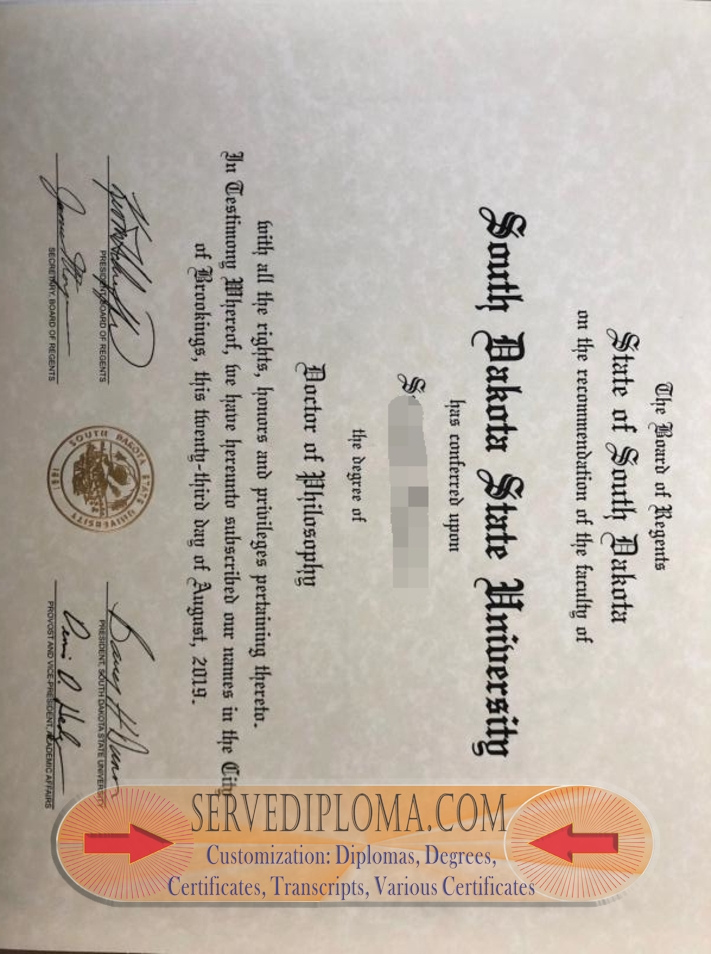 The Board of Regents
State of South Dakota
on the recommendation of the faculty of
South Dakota State University
has conferred upon
S.
the degree of
Doctor of Philosophy
with all the rights, honors and privileges pertaining thereto.
In Testimony Whereof, we have hereunto subscribed our names in the City
of Brookings, this twenty-third day of August, 2019.
PRESIDENT, BOARD OF REGENTS
SECRETARY, BOARD OF REGENTS
SOUTH DAKOTA STATE UNIVERSITY
1881
PRESIDENT, SOUTH DAKOTA STATE UNIVERSITY
PROVOST AND VICE-PRESIDENT, ACADEMIC AFFAIRS
SERVEDIPLOMA.COM
Customization: Diplomas, Degrees,
Certificates, Transcripts, Various Certificates